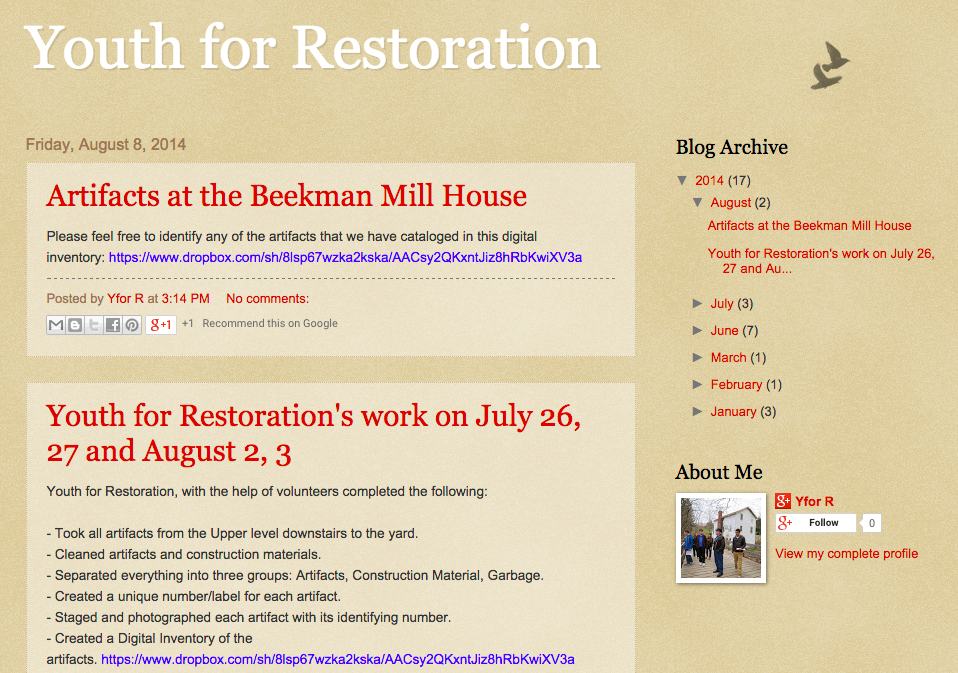 Youth for Restoration
Friday, August 8, 2014
Artifacts at the Beekman Mill House
Please feel free to identify any of the artifacts that we have cataloged in this digital
inventory: https://www.dropbox.com/sh/8lsp67wzka2kska/AACsy2QKxntJiz8hRbKwiXV3a
Posted by Yfor R at 3:14 PM No comments:
g+1 +1 Recommend this on Google
Youth for Restoration's work on July 26,
27 and August 2, 3
Youth for Restoration, with the help of volunteers completed the following:
- Took all artifacts from the Upper level downstairs to the yard.
- Cleaned artifacts and construction materials.
- Separated everything into three groups: Artifacts, Construction Material, Garbage.
- Created a unique number/label for each artifact.
- Staged and photographed each artifact with its identifying number.
- Created a Digital Inventory of the
artifacts. https://www.dropbox.com/sh/8lsp67wzka2kska/AACsy2QKxntJiz8hRbKwiXV3a
Blog Archive
▼ 2014 (17)
▼ August (2)
Artifacts at the Beekman Mill House
Youth for Restoration's work on July 26,
27 and Au...
► July (3)
► June (7)
► March (1)
► February (1)
► January (3)
About Me
g+ Yfor R
g+ Follow 0
View my complete profile